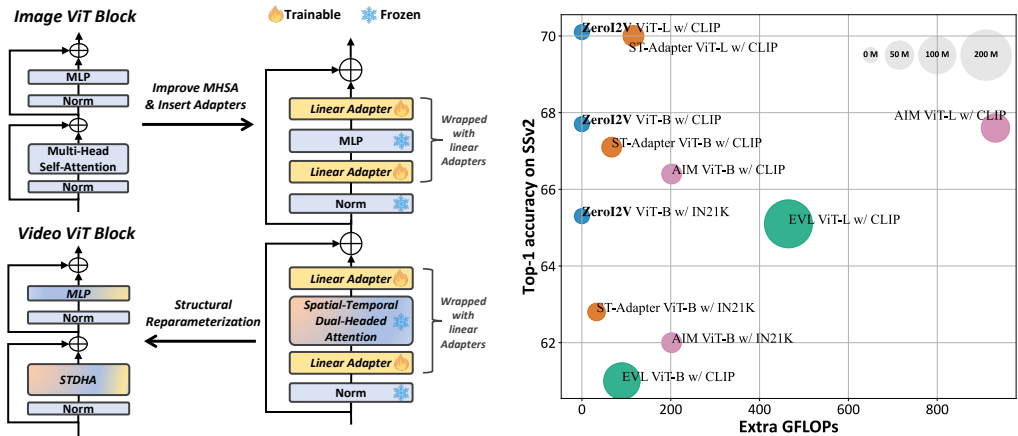 Image ViT Block
MLP
Norm
Multi-Head
Self-Attention
Norm
Improve MHSA
& Insert Adapters
Trainable
Frozen
Linear Adapter
MLP
Linear Adapter
Norm
Wrapped
with
linear
Adapters
Linear Adapter
Spatial-Temporal
Dual-Headed
Attention
Linear Adapter
Norm
Wrapped
with
linear
Adapters
Structural
Reparameterization
Video ViT Block
MLP
Norm
STDHA
Norm
Top-1 accuracy on SSv2
70
68
66
64
62
0
200
400
600
800
Extra GFLOPs
ZeroI2V ViT-L w/ CLIP
ST-Adapter ViT-L w/ CLIP
0 M
50 M
100 M
200 M
ZeroI2V ViT-B w/ CLIP
AIM ViT-L w/ CLIP
ST-Adapter ViT-B w/ CLIP
AIM ViT-B w/ CLIP
ZeroI2V ViT-B w/ IN21K
EVL ViT-L w/ CLIP
ST-Adapter ViT-B w/ IN21K
AIM ViT-B w/ IN21K
EVL ViT-B w/ CLIP